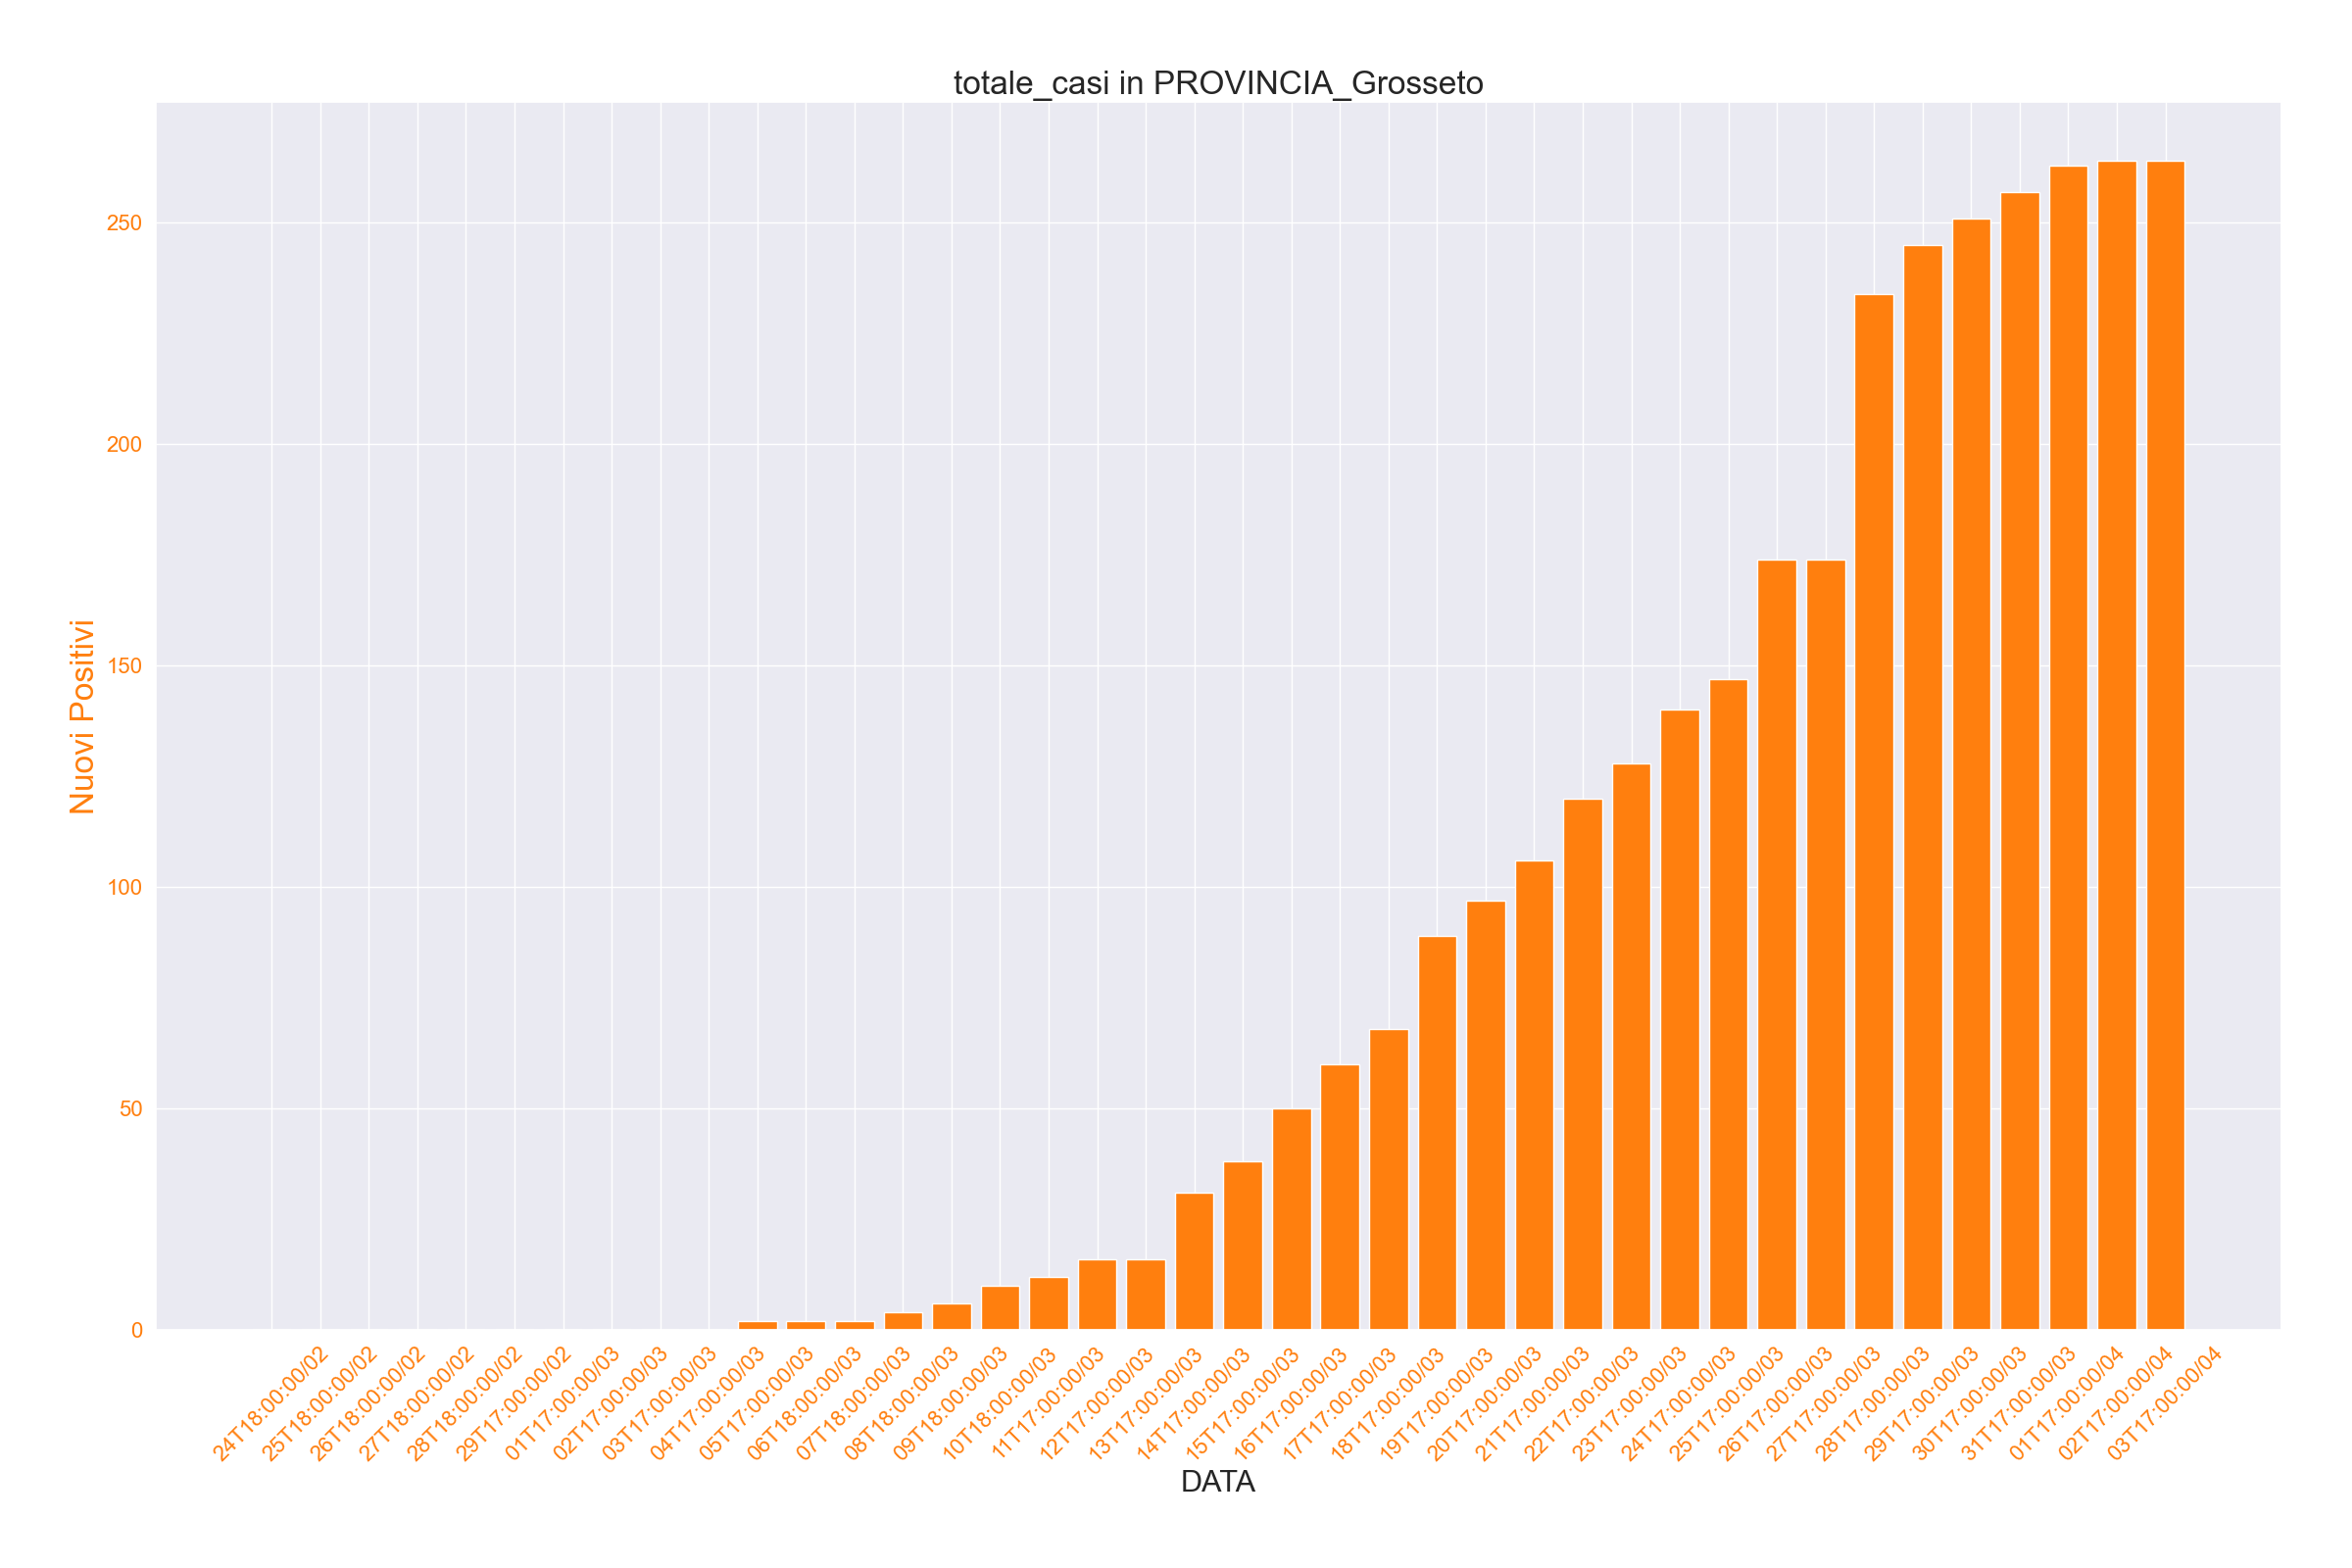 totale_casi in PROVINCIA_Grosseto
Nuovi Positivi
250
200
150
100
50
0
24T18:00:00/02
25T18:00:00/02
26T18:00:00/02
27T18:00:00/02
28T18:00:00/02
29T17:00:00/02
01T17:00:00/03
02T17:00:00/03
03T17:00:00/03
04T17:00:00/03
05T17:00:00/03
06T18:00:00/03
07T18:00:00/03
08T18:00:00/03
09T18:00:00/03
10T18:00:00/03
11T17:00:00/03
12T17:00:00/03
13T17:00:00/03
14T17:00:00/03
15T17:00:00/03
16T17:00:00/03
17T17:00:00/03
18T17:00:00/03
19T17:00:00/03
20T17:00:00/03
21T17:00:00/03
22T17:00:00/03
23T17:00:00/03
24T17:00:00/03
25T17:00:00/03
26T17:00:00/03
27T17:00:00/03
28T17:00:00/03
29T17:00:00/03
30T17:00:00/03
31T17:00:00/03
01T17:00:00/04
02T17:00:00/04
03T17:00:00/04
DATA